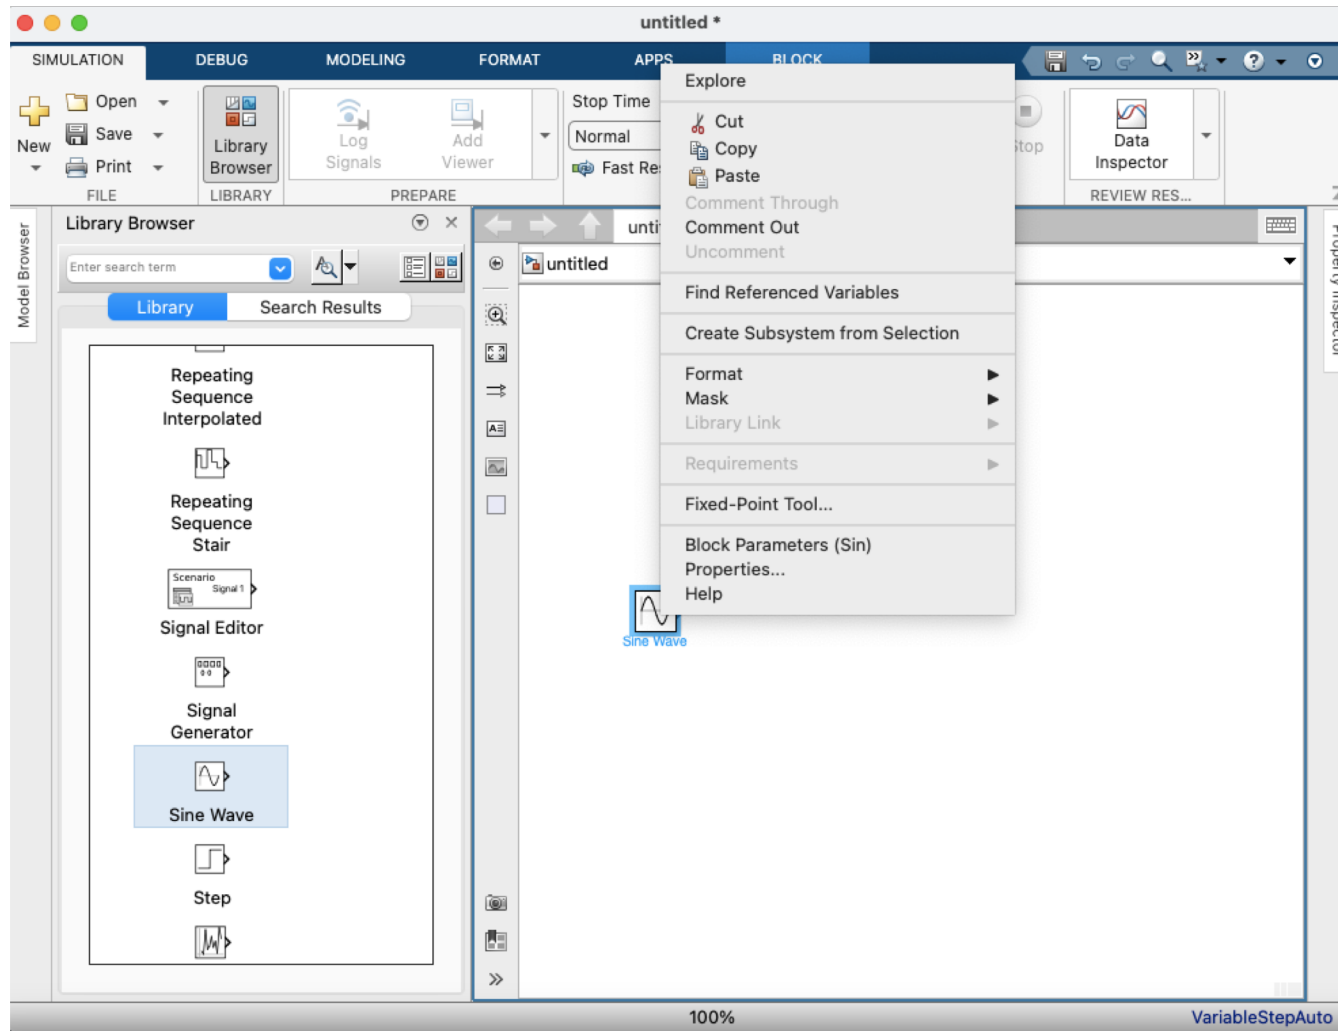 untitled *
SIMULATION
DEBUG
MODELING
FORMAT
APPS
BLOCK
New
Open
Save
Print
FILE
Library
Browser
LIBRARY
Log
Signals
Add
Viewer
PREPARE
Stop Time
Normal
Fast Re
Stop
Data
Inspector
REVIEW RES...
Model Browser
Library Browser
Enter search term
Library
Search Results
Repeating
Sequence
Interpolated
Repeating
Sequence
Stair
Scenario
Signal 1
Signal Editor
Signal
Generator
Sine Wave
Step
unti
untitled
Sine Wave
Explore
Cut
Copy
Paste
Comment Through
Comment Out
Uncomment
Find Referenced Variables
Create Subsystem from Selection
Format
Mask
Library Link
Requirements
Fixed-Point Tool...
Block Parameters (Sin)
Properties...
Help
Property Inspector
100%
VariableStepAuto